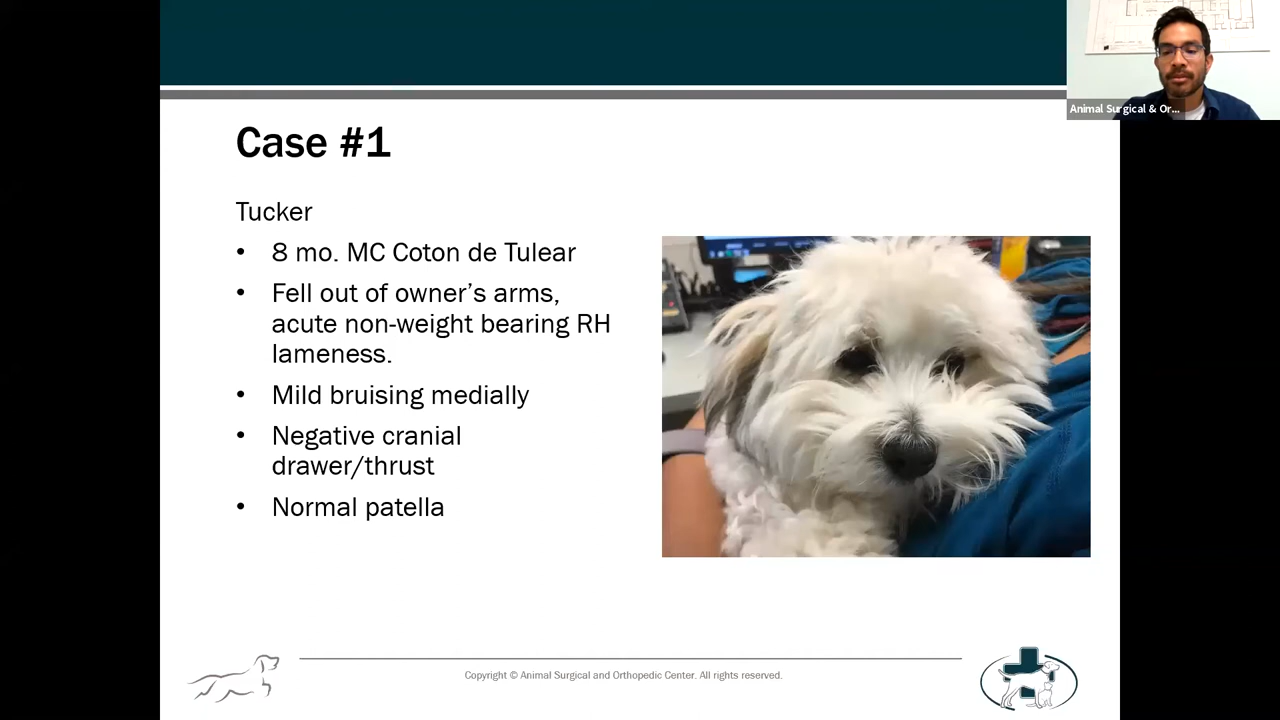 Animal Surgical & Or...
Case #1
Tucker
• 8 mo. MC Coton de Tulear
• Fell out of owner’s arms,
acute non-weight bearing RH
lameness.
• Mild bruising medially
• Negative cranial
drawer/thrust
• Normal patella
Copyright © Animal Surgical and Orthopedic Center. All rights reserved.